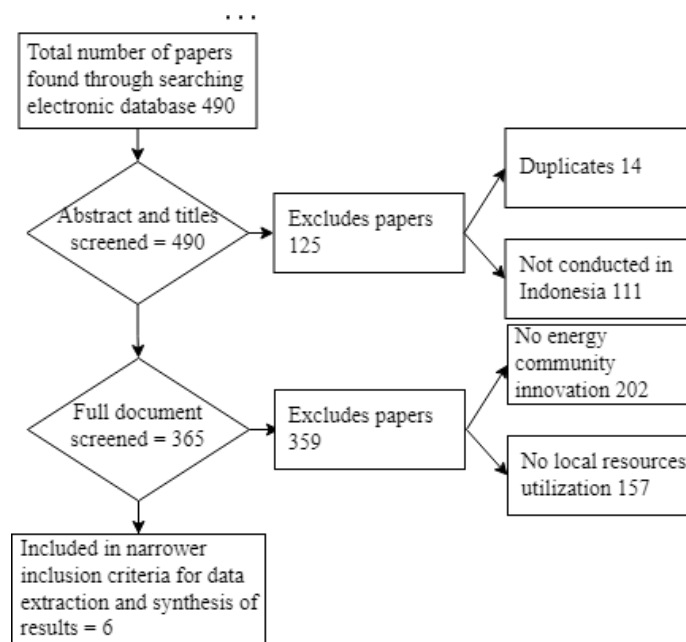 ...
Total number of papers
found through searching
electronic database 490
Abstract and titles
screened = 490
Excludes papers
125
Duplicates 14
Not conducted in
Indonesia 111
Full document
screened = 365
Excludes papers
359
No energy
community
innovation 202
No local resources
utilization 157
Included in narrower
inclusion criteria for data
extraction and synthesis of
results = 6